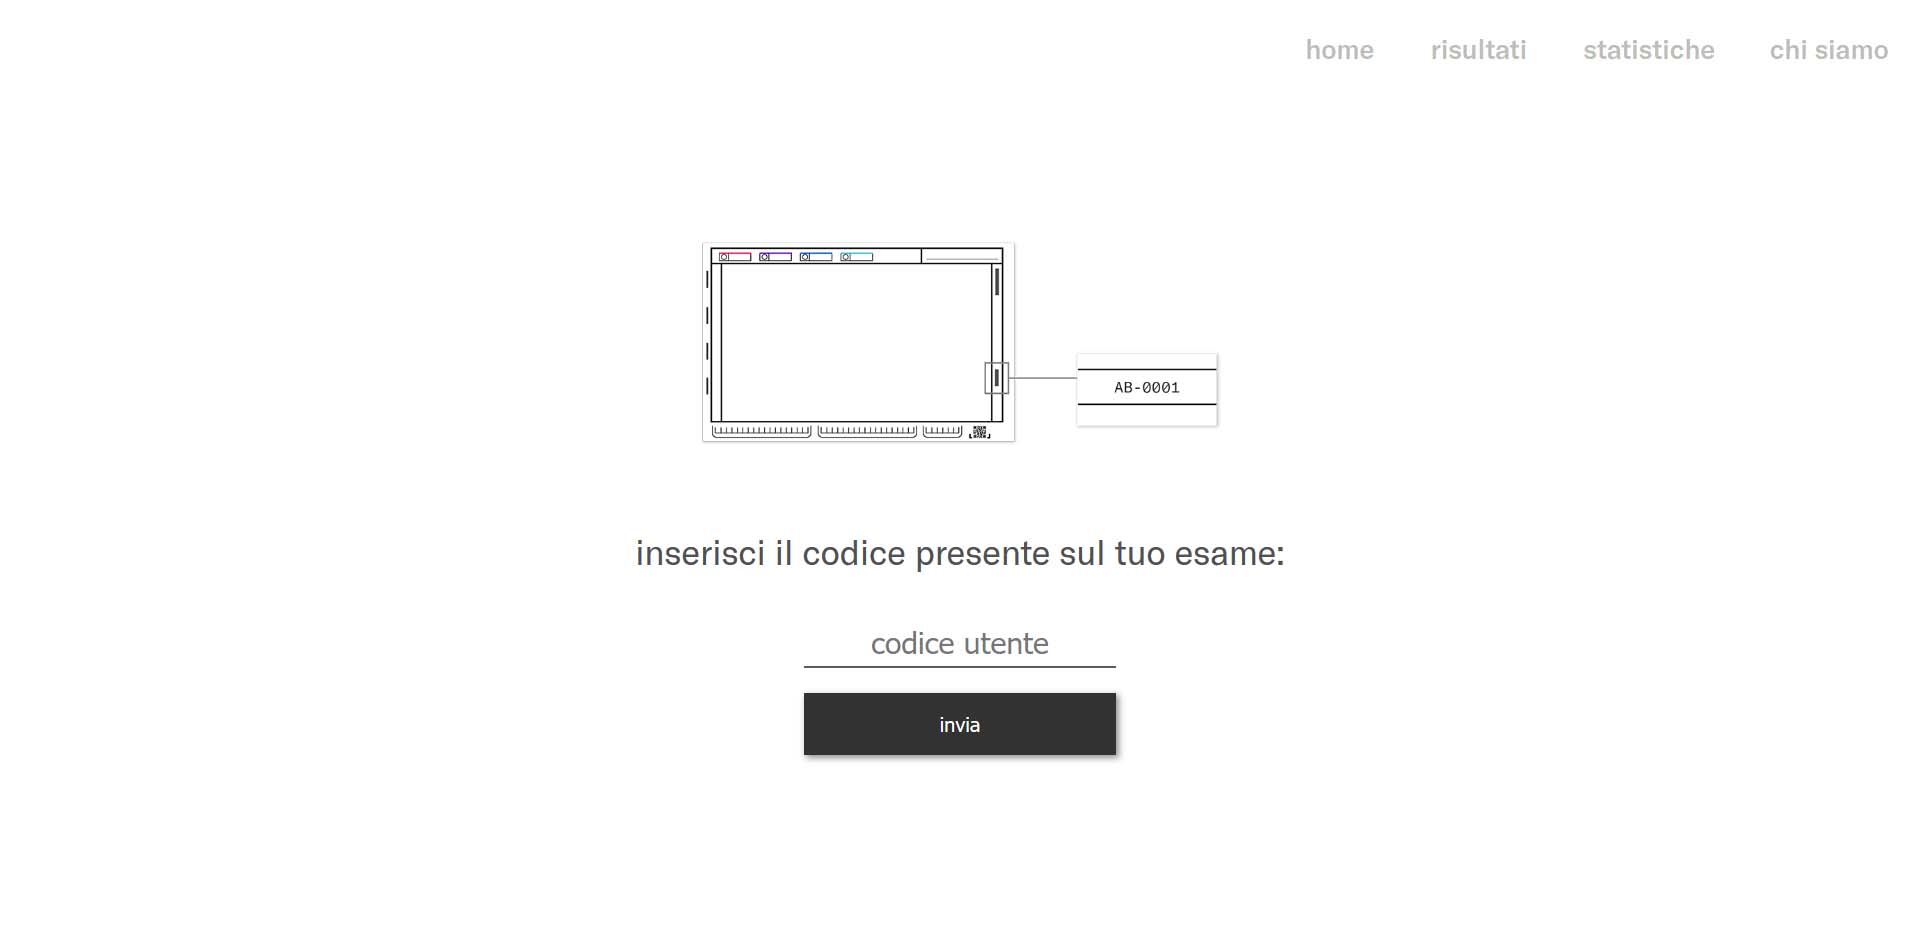 home risultati statistiche chi siamo
AB-0001
inserisci il codice presente sul tuo esame:
codice utente
invia